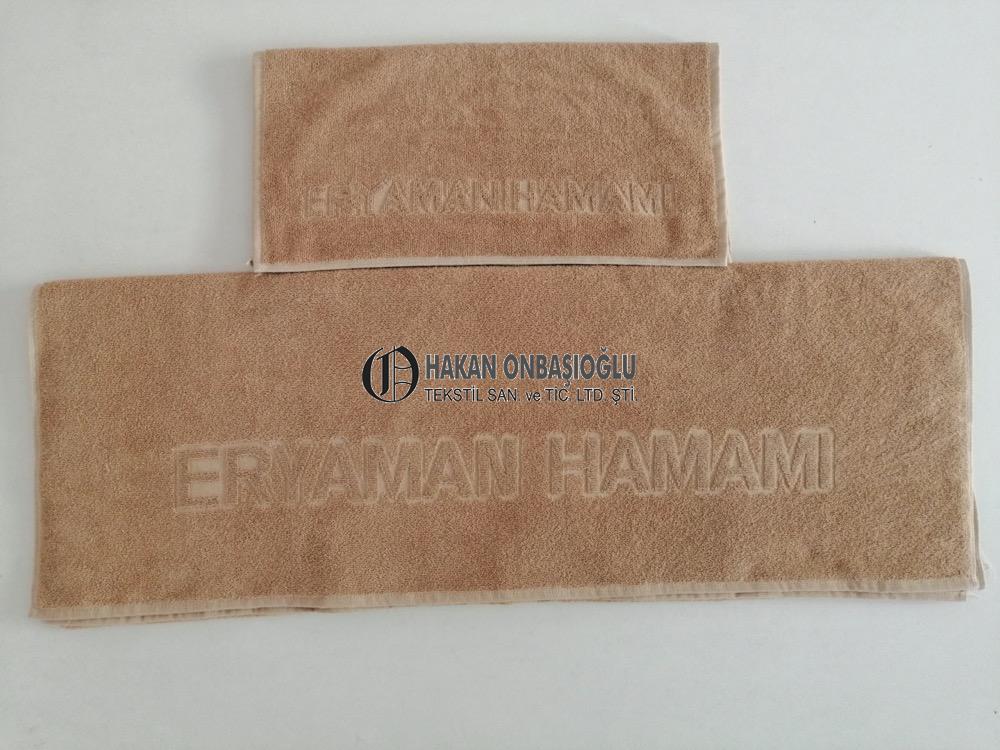 ERYAMAN HAMAMI
HAKAN ONBAŞIOĞLU
TEKSTİL SAN. ve TİC. LTD. ŞTİ.
ERYAMAN HAMAMI